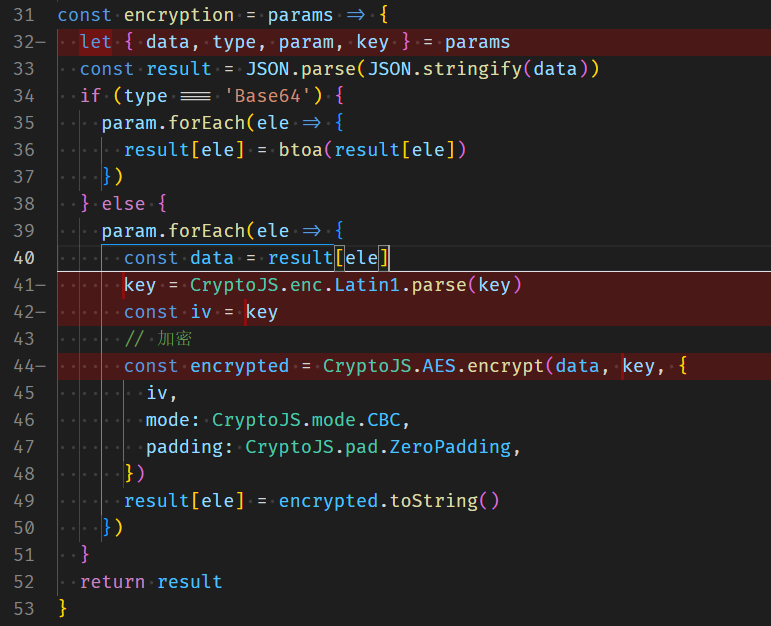 31 const encryption = params => {
32– let { data, type, param, key } = params
33 const result = JSON.parse(JSON.stringify(data))
34 if (type === 'Base64') {
35 param.forEach(ele => {
36 result[ele] = btoa(result[ele])
37 })
38 } else {
39 param.forEach(ele => {
40 const data = result[ele]
41– key = CryptoJS.enc.Latin1.parse(key)
42– const iv = key
43 // 加密
44– const encrypted = CryptoJS.AES.encrypt(data, key, {
45 iv,
46 mode: CryptoJS.mode.CBC,
47 padding: CryptoJS.pad.ZeroPadding,
48 })
49 result[ele] = encrypted.toString()
50 })
51 }
52 return result
53 }